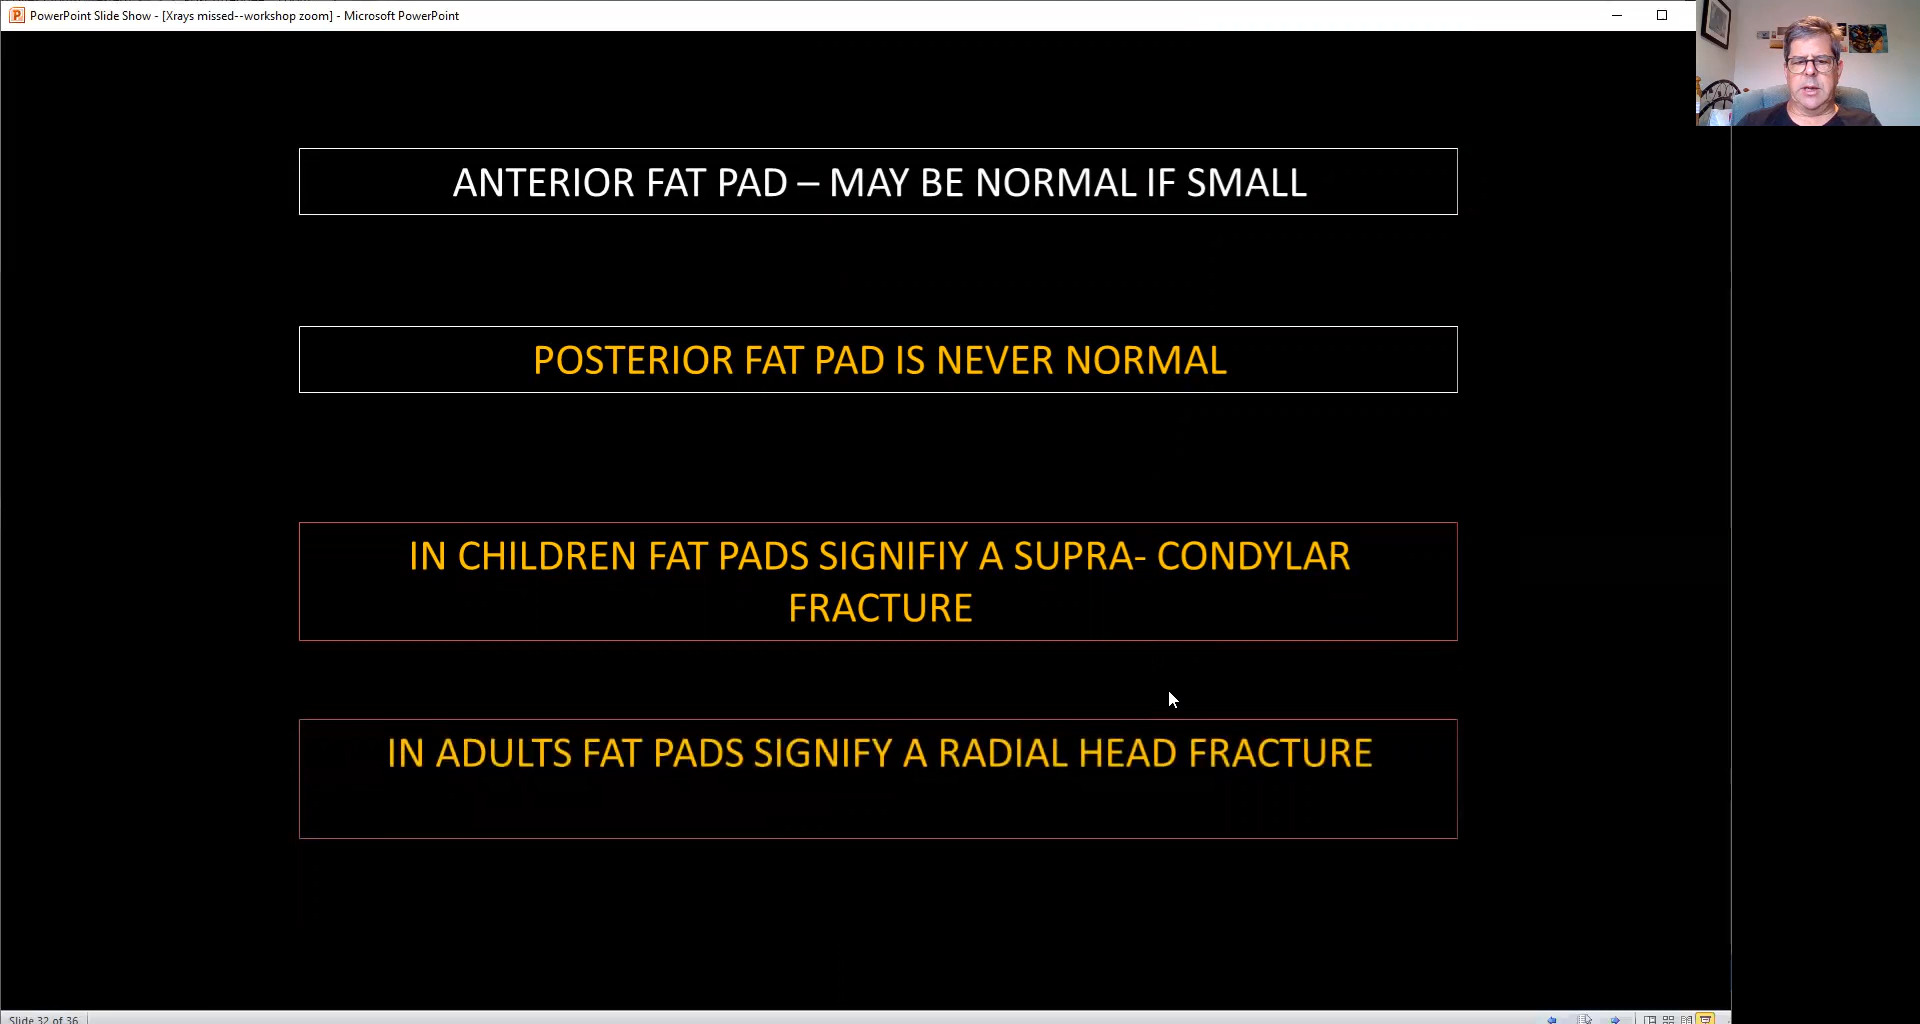 PowerPoint Slide Show - [Xrays missed--workshop zoom] - Microsoft PowerPoint
ANTERIOR FAT PAD – MAY BE NORMAL IF SMALL
POSTERIOR FAT PAD IS NEVER NORMAL
IN CHILDREN FAT PADS SIGNIFIY A SUPRA- CONDYLAR
FRACTURE
IN ADULTS FAT PADS SIGNIFY A RADIAL HEAD FRACTURE
Slide 32 of 36